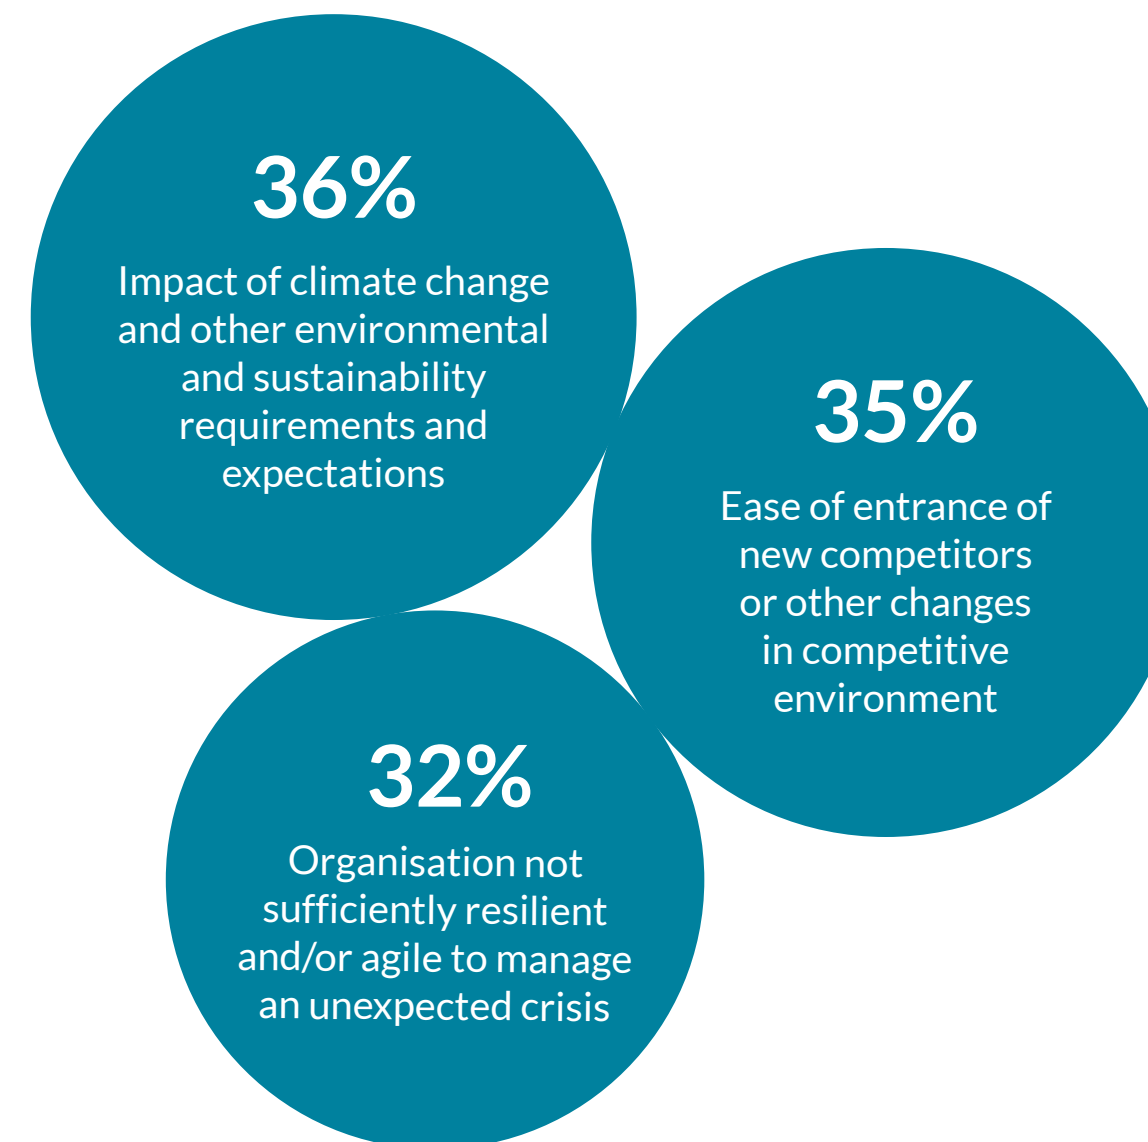 36%
Impact of climate change
and other environmental
and sustainability
requirements and
expectations
35%
Ease of entrance of
new competitors
or other changes
in competitive
environment
32%
Organisation not
sufficiently resilient
and/or agile to manage
an unexpected crisis